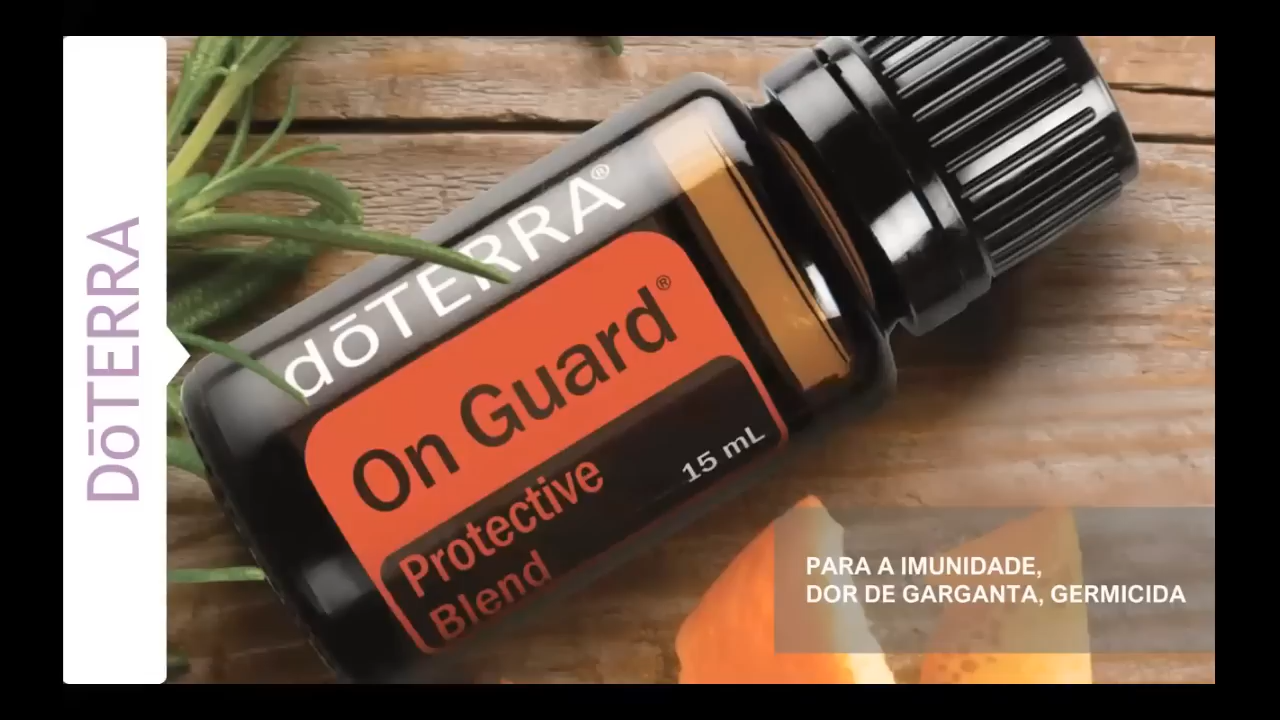 DōTERRA
dōTERRA®
On Guard®
Protective
Blend
15 mL
PARA A IMUNIDADE,
DOR DE GARGANTA, GERMICIDA